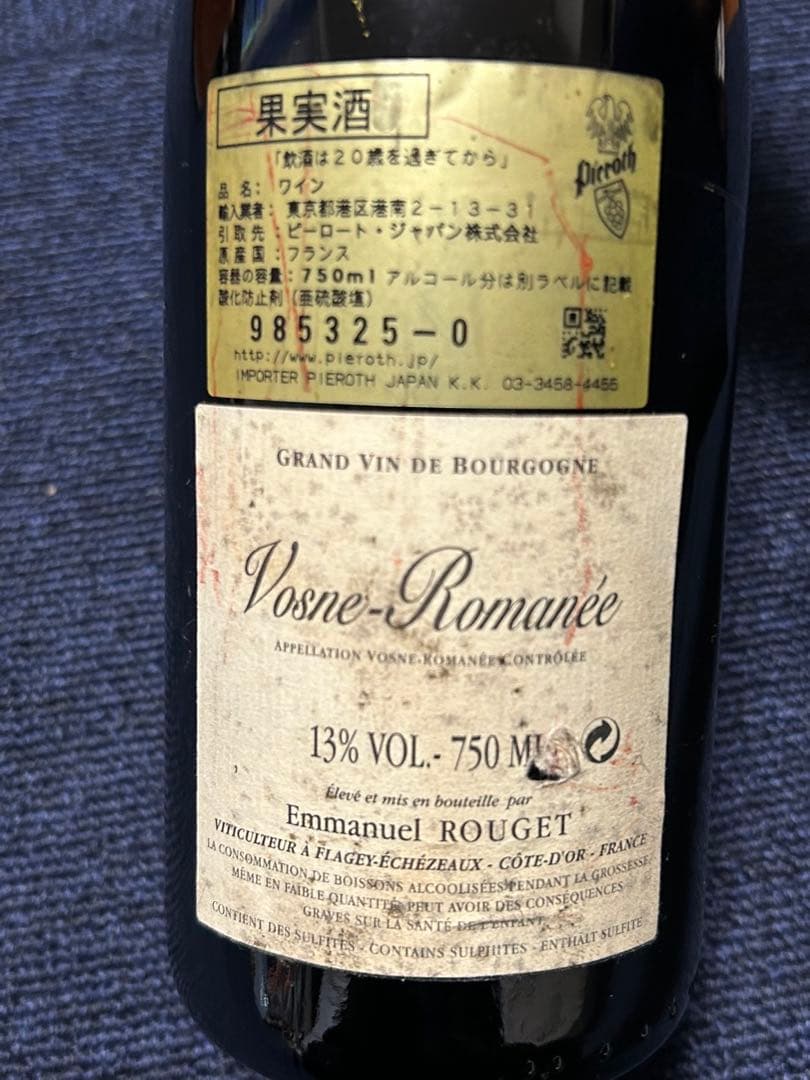 果実酒
「飲酒は20歳を過ぎてから」
Pieroth
品 名： ワイン
輸入業者： 東京都港区港南2-13-31
引 取 先：ピーロート・ジャパン株式会社
原 産 国：フランス
容器の容量：750ml アルコール分は別ラベルに記載
酸化防止剤（亜硫酸塩）
985325-0
http://www.pieroth.jp/
IMPORTER PIEROTH JAPAN K.K. 03-3458-4455
GRAND VIN DE BOURGOGNE
Vosne-Romanée
APPELLATION VOSNE-ROMANÉE CONTRÔLÉE
13% VOL.- 750 ML
Élevé et mis en bouteille par
Emmanuel ROUGET
VITICULTEUR À FLAGEY-ÉCHÉZEAUX - CÔTE-D'OR - FRANCE
LA CONSOMMATION DE BOISSONS ALCOOLISÉES PENDANT LA GROSSESSE,
MÊME EN FAIBLE QUANTITÉ, PEUT AVOIR DES CONSÉQUENCES
GRAVES SUR LA SANTÉ DE L'ENFANT.
CONTIENT DES SULFITES - CONTAINS SULPHITES - ENTHÄLT SULFITE